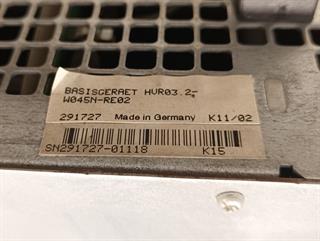 BASISGERAET HVR03.2-
W045N-RE02
291727 Made in Germany K11/02
SN291727-01118 K15